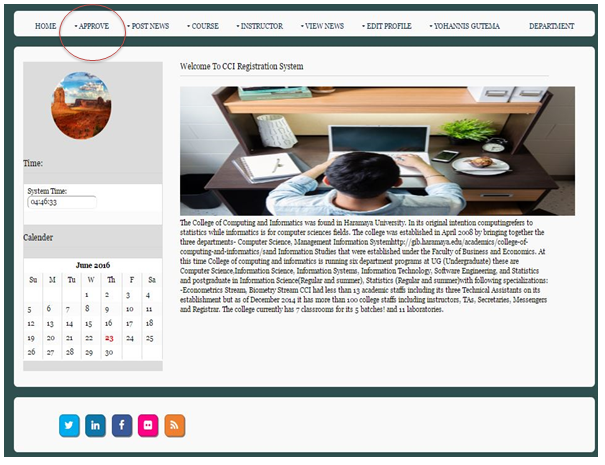 HOME APPROVE POST NEWS COURSE INSTRUCTOR VIEW NEWS EDIT PROFILE YOHANNIS GUTEMA DEPARTMENT
Time:
System Time:
04:46:33
Calender
June 2016
Su M Tu W Th F Sa
1 2 3 4
5 6 7 8 9 10 11
12 13 14 15 16 17 18
19 20 21 22 23 24 25
26 27 28 29 30
Welcome To CCI Registration System
The College of Computing and Informatics was found in Haramaya University. In its original intention computingrefers to
statistics while informatics is for computer sciences fields. The college was established in April 2008 by bringing together the
three departments- Computer Science, Management Information Systemhttp://gib.haramaya.edu/academics/college-of-
computing-and-informatics/sand Information Studies that were established under the Faculty of Business and Economics. At
this time College of computing and informatics is running six department programs at UG (Undergraduate) these are
Computer Science,Information Science, Information Systems, Information Technology, Software Engineering, and Statistics
and postgraduate in Information Science(Regular and summer), Statistics (Regular and summer)with following specializations:
-Econometrics Stream, Biometry Stream CCI had less than 13 academic staffs including its three Technical Assistants on its
establishment but as of December 2014 it has more than 100 college staffs including instructors, TAs, Secretaries, Messengers
and Registrar. The college currently has 7 classrooms for its 5 batches! and 11 laboratories.